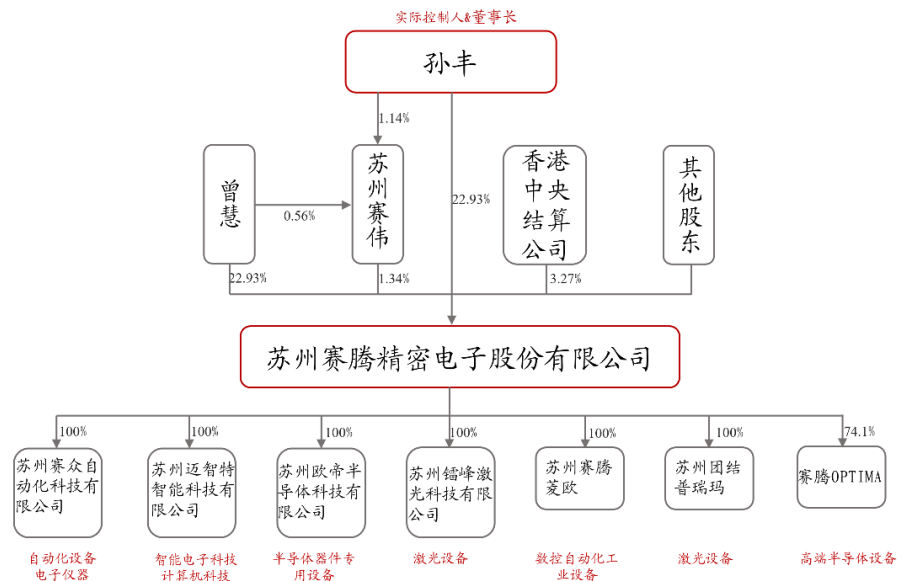 实际控制人&董事长
孙丰
1.14%
曾慧
0.56%
苏
州
赛
伟
22.93%
香港
中央
结算
公司
其
他
股
东
22.93%
1.34%
3.27%
苏州赛腾精密电子股份有限公司
100%
100%
100%
100%
100%
100%
74.1%
苏州赛众自
动化科技有
限公司
苏州迈智特
智能科技有
限公司
苏州欧帝半
导体科技有
限公司
苏州镭峰激
光科技有限
公司
苏州赛腾
菱欧
苏州团结
普瑞玛
赛腾OPTIMA
自动化设备
电子仪器
智能电子科技
计算机科技
半导体器件专
用设备
激光设备
数控自动化工
业设备
激光设备
高端半导体设备